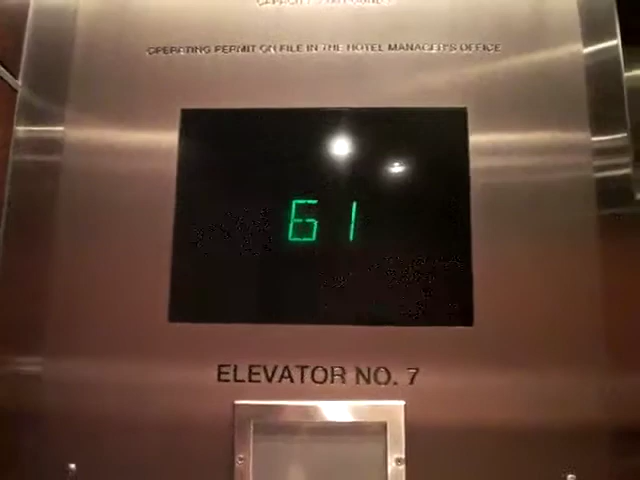 OPERATING PERMIT ON FILE IN THE HOTEL MANAGER'S OFFICE
61
ELEVATOR NO. 7